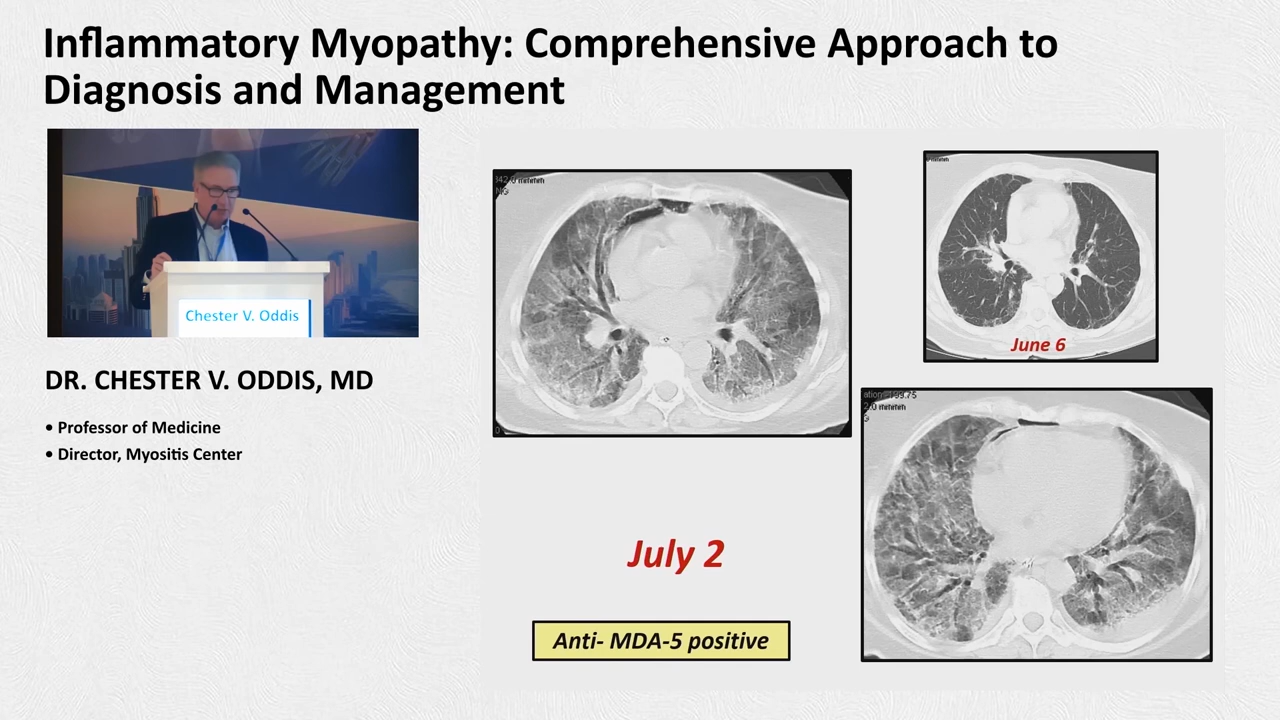 Inflammatory Myopathy: Comprehensive Approach to
Diagnosis and Management
Chester V. Oddis
DR. CHESTER V. ODDIS, MD
• Professor of Medicine
• Director, Myositis Center
June 6
July 2
Anti- MDA-5 positive